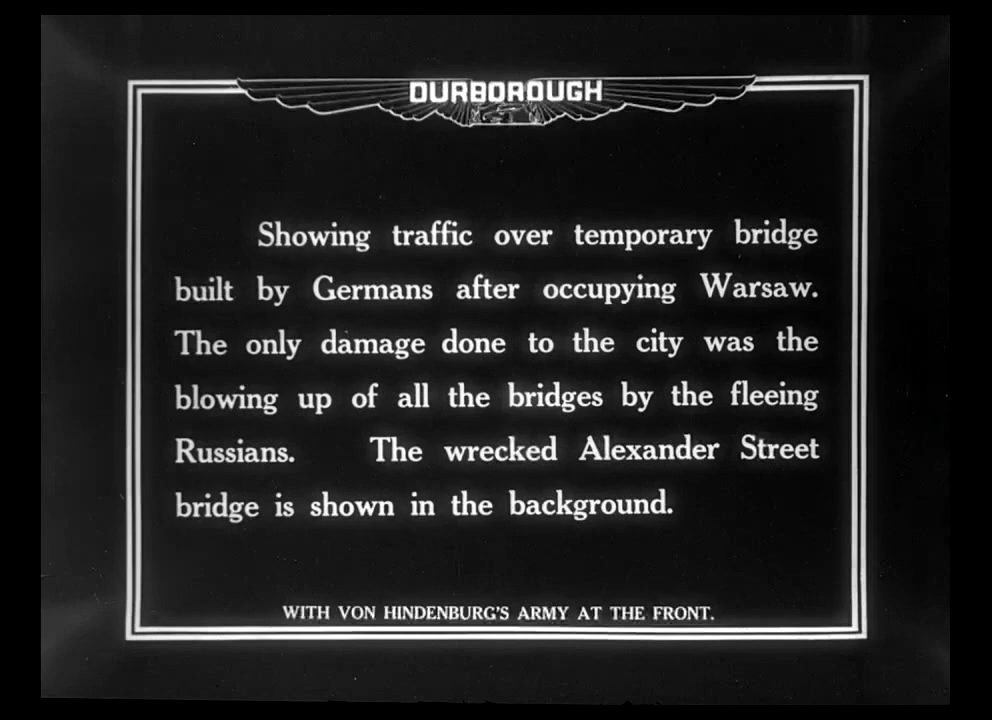 DURBOROUGH
Showing traffic over temporary bridge
built by Germans after occupying Warsaw.
The only damage done to the city was the
blowing up of all the bridges by the fleeing
Russians. The wrecked Alexander Street
bridge is shown in the background.
WITH VON HINDENBURG'S ARMY AT THE FRONT.